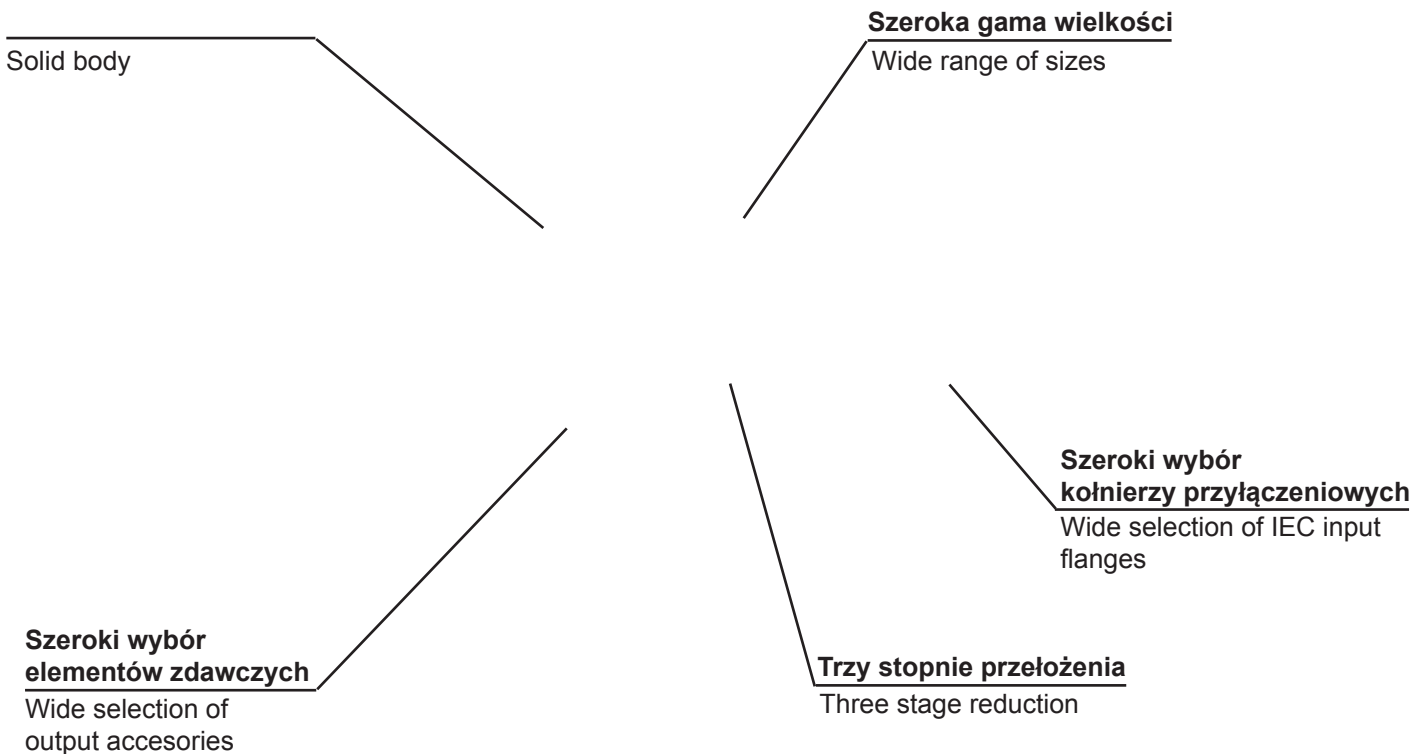 Solid body
Szeroka gama wielkości
Wide range of sizes
Szeroki wybór
kołnierzy przyłączeniowych
Wide selection of IEC input
flanges
Szeroki wybór
elementów zdawczych
Wide selection of
output accesories
Trzy stopnie przełożenia
Three stage reduction